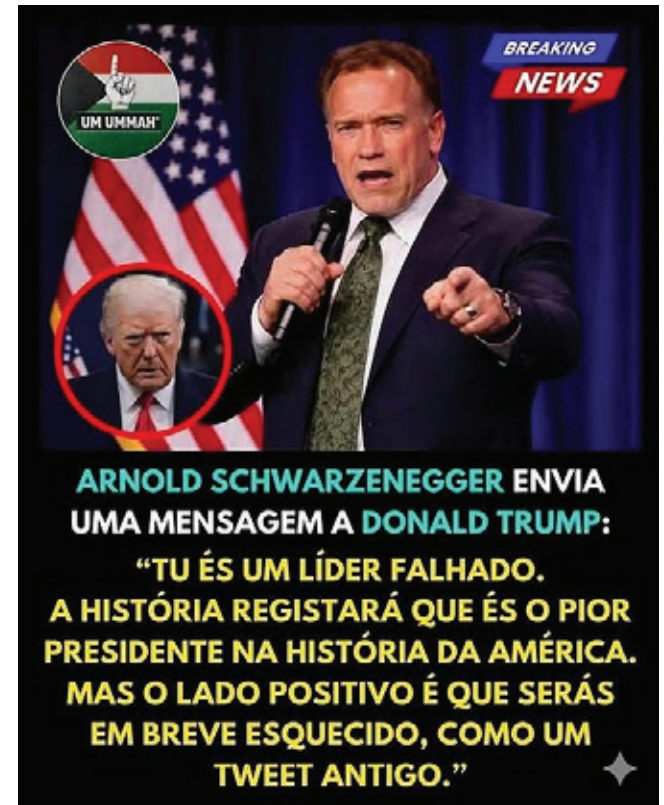 BREAKING
NEWS
UM UMMAH
ARNOLD SCHWARZENEGGER ENVIA
UMA MENSAGEM A DONALD TRUMP:
“TU ÉS UM LÍDER FALHADO.
A HISTÓRIA REGISTARÁ QUE ÉS O PIOR
PRESIDENTE NA HISTÓRIA DA AMÉRICA.
MAS O LADO POSITIVO É QUE SERÁS
EM BREVE ESQUECIDO, COMO UM
TWEET ANTIGO.”